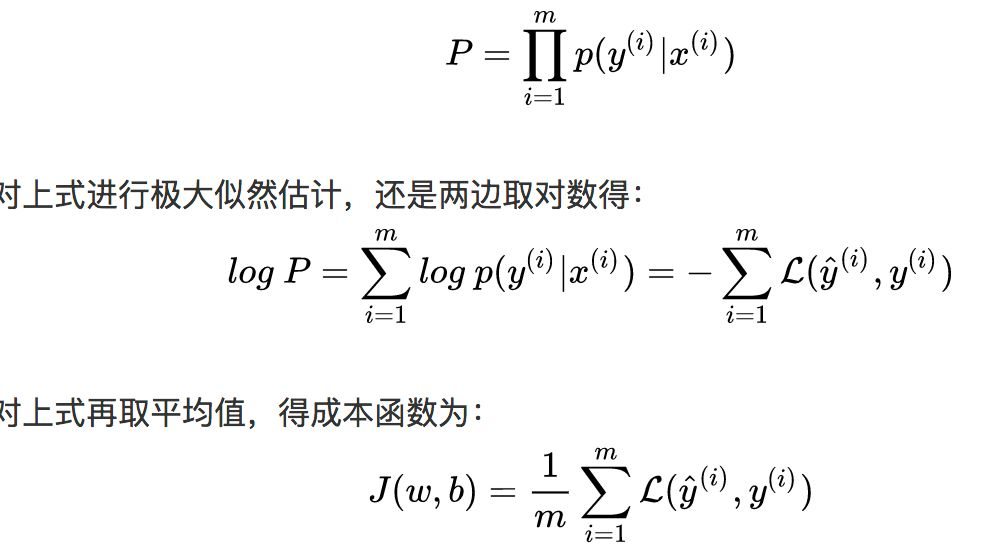 P = \prod_{i=1}^{m} p(y^{(i)}|x^{(i)})
对上式进行极大似然估计，还是两边取对数得：
log P = \sum_{i=1}^{m} log p(y^{(i)}|x^{(i)}) = -\sum_{i=1}^{m} \mathcal{L}(\hat{y}^{(i)}, y^{(i)})
对上式再取平均值，得成本函数为：
J(w, b) = \frac{1}{m} \sum_{i=1}^{m} \mathcal{L}(\hat{y}^{(i)}, y^{(i)})